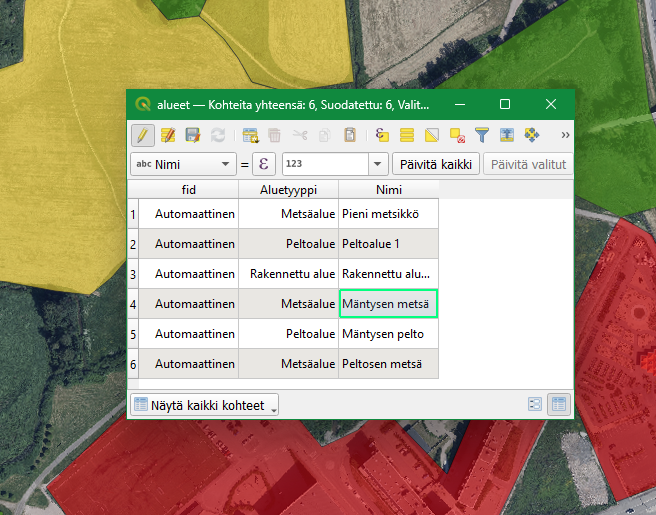 alueet — Kohteita yhteensä: 6, Suodatettu: 6, Valit...
abc Nimi = ε 123 Päivitä kaikki Päivitä valitut
fid Aluetyyppi Nimi
1 Automaattinen Metsäalue Pieni metsikkö
2 Automaattinen Peltoalue Peltoalue 1
3 Automaattinen Rakennettu alue Rakennettu alu...
4 Automaattinen Metsäalue Mäntysen metsä
5 Automaattinen Peltoalue Mäntysen pelto
6 Automaattinen Metsäalue Peltosen metsä
Näytä kaikki kohteet